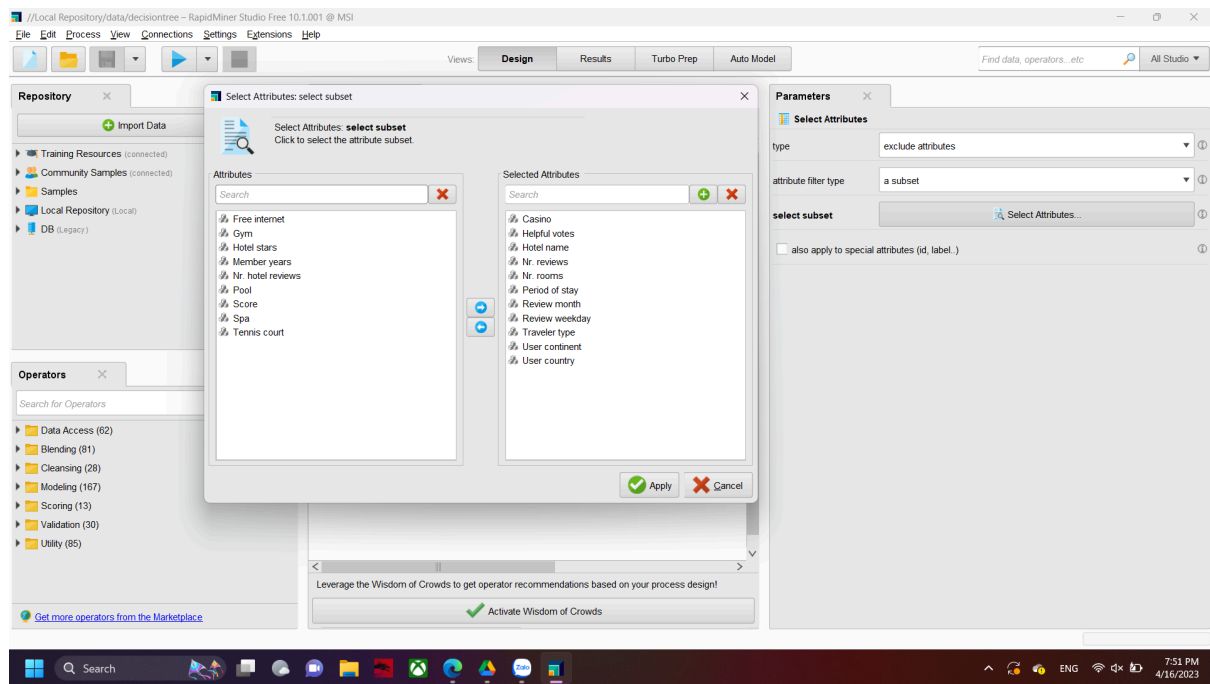 //Local Repository/data/decisiontree – RapidMiner Studio Free 10.1.001 @ MSI
File Edit Process View Connections Settings Extensions Help
Views: Design Results Turbo Prep Auto Model
Find data, operators...etc
All Studio
Repository
Import Data
Training Resources (connected)
Community Samples (connected)
Samples
Local Repository (Local)
DB (Legacy)
Operators
Search for Operators
Data Access (62)
Blending (81)
Cleansing (28)
Modeling (167)
Scoring (13)
Validation (30)
Utility (85)
Get more operators from the Marketplace
Select Attributes: select subset
Select Attributes: select subset
Click to select the attribute subset.
Attributes
Search
Free internet
Gym
Hotel stars
Member years
Nr. hotel reviews
Pool
Score
Spa
Tennis court
Selected Attributes
Search
Casino
Helpful votes
Hotel name
Nr. reviews
Nr. rooms
Period of stay
Review month
Review weekday
Traveler type
User continent
User country
Apply
Cancel
Leverage the Wisdom of Crowds to get operator recommendations based on your process design!
Activate Wisdom of Crowds
Parameters
Select Attributes
type
exclude attributes
attribute filter type
a subset
select subset
Select Attributes...
also apply to special attributes (id, label..)
Search
Zalo
ENG
7:51 PM
4/16/2023